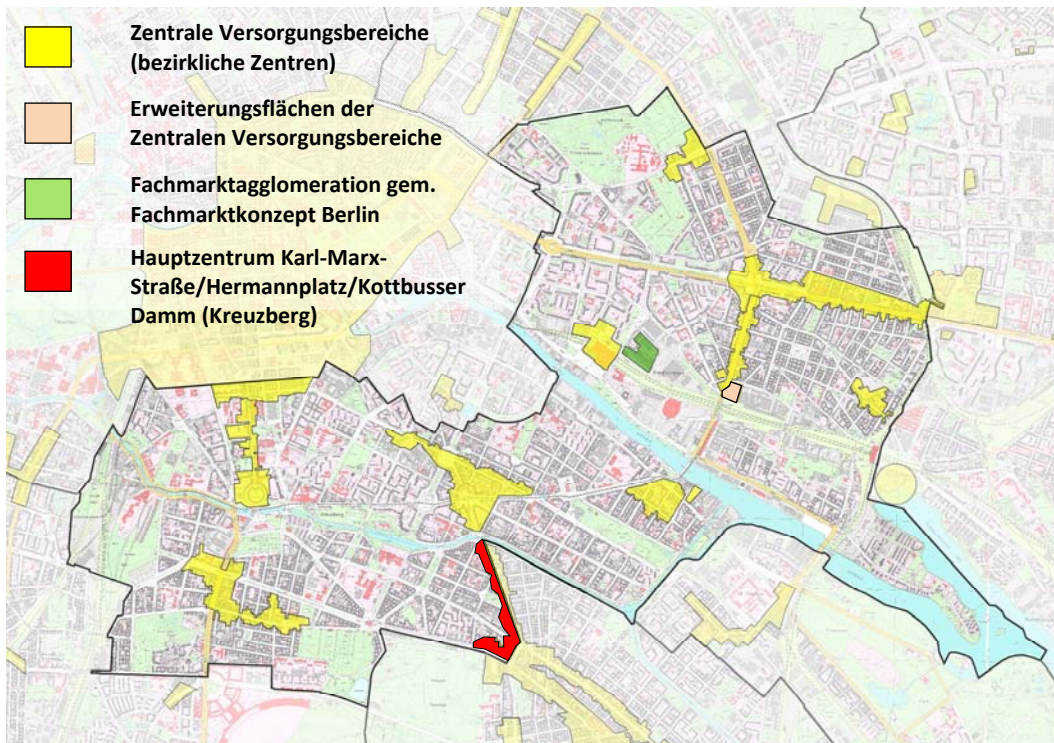 Zentrale Versorgungsbereiche
(bezirkliche Zentren)
Erweiterungsflächen der
Zentralen Versorgungsbereiche
Fachmarktagglomeration gem.
Fachmarktkonzept Berlin
Hauptzentrum Karl-Marx-
Straße/Hermannplatz/Kottbusser
Damm (Kreuzberg)